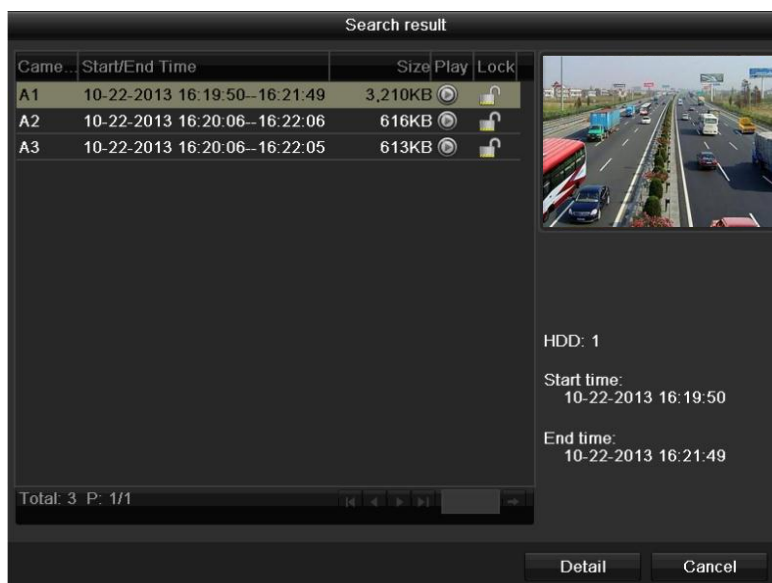 Search result
Came... Start/End Time Size Play Lock
A1 10-22-2013 16:19:50--16:21:49 3,210KB
A2 10-22-2013 16:20:06--16:22:06 616KB
A3 10-22-2013 16:20:06--16:22:05 613KB
HDD: 1
Start time:
10-22-2013 16:19:50
End time:
10-22-2013 16:21:49
Total: 3 P: 1/1
Detail Cancel